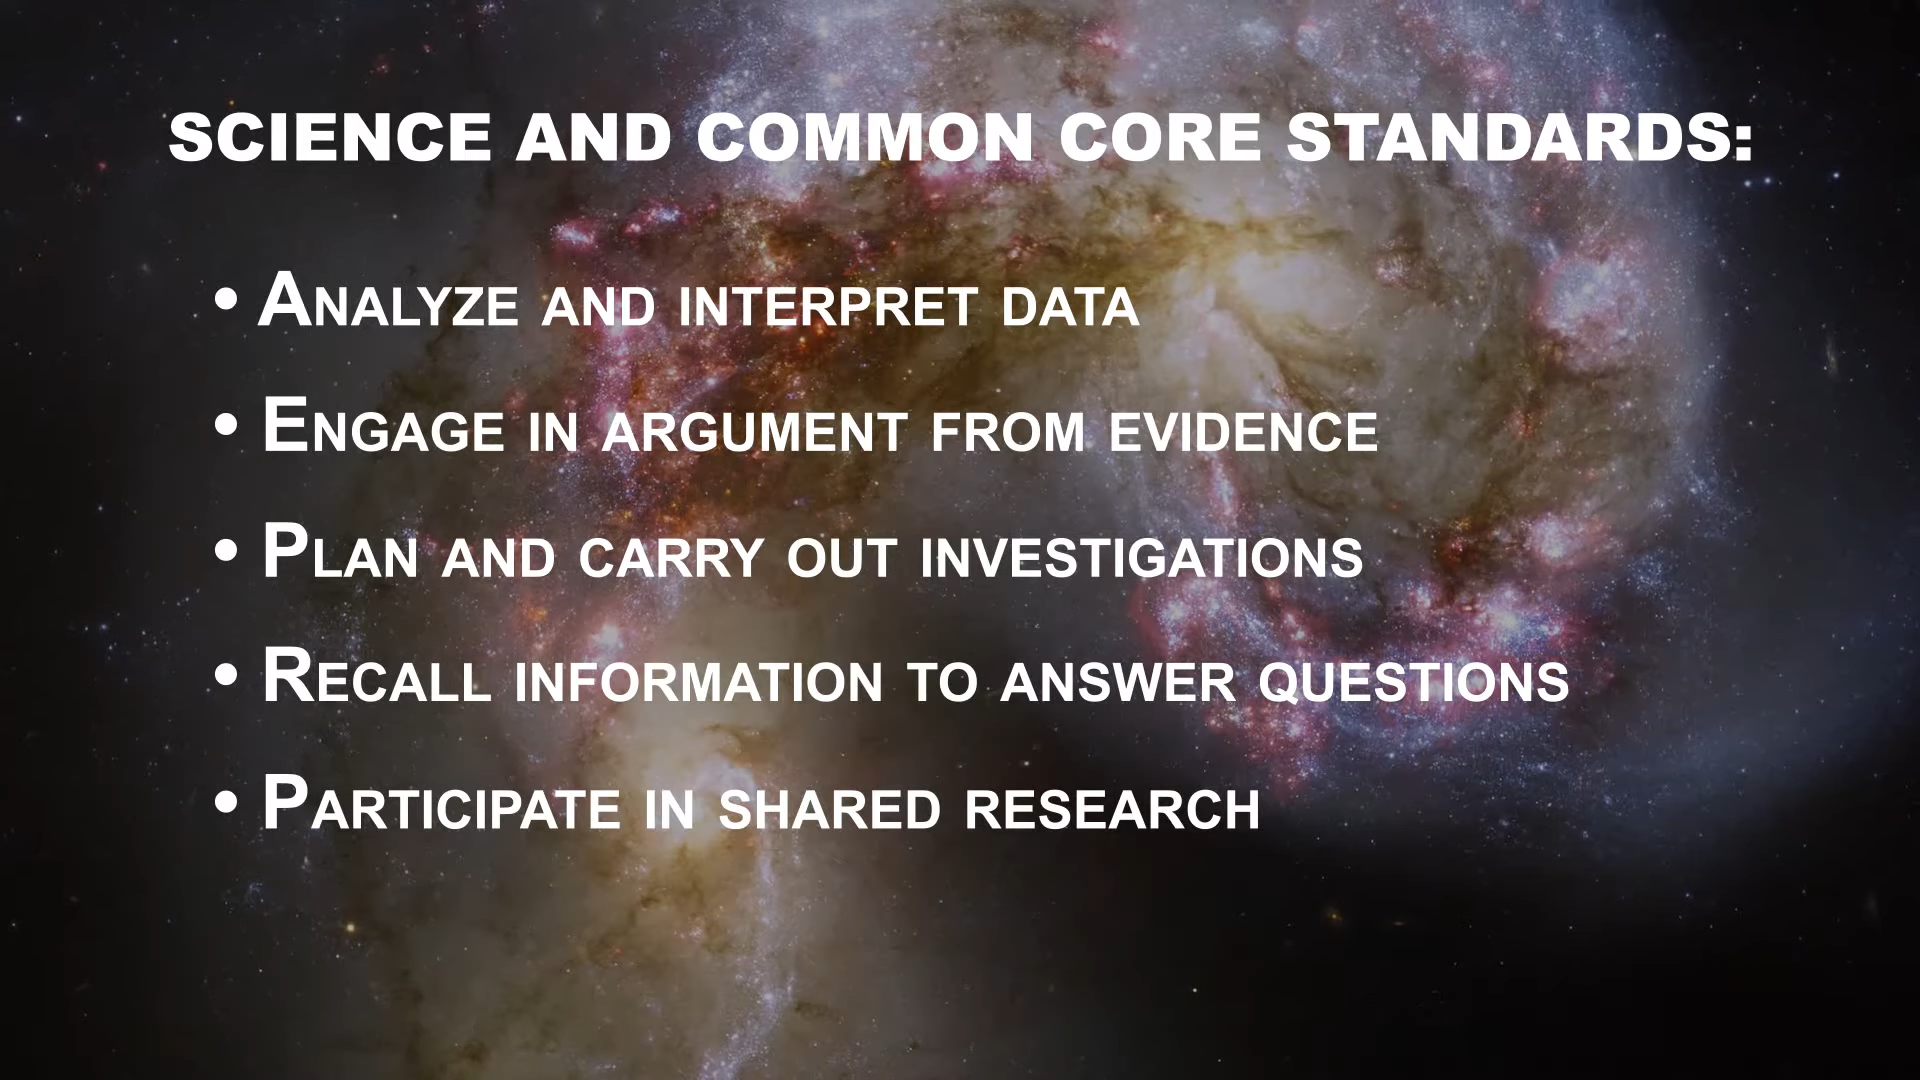 SCIENCE AND COMMON CORE STANDARDS:
• ANALYZE AND INTERPRET DATA
• ENGAGE IN ARGUMENT FROM EVIDENCE
• PLAN AND CARRY OUT INVESTIGATIONS
• RECALL INFORMATION TO ANSWER QUESTIONS
• PARTICIPATE IN SHARED RESEARCH